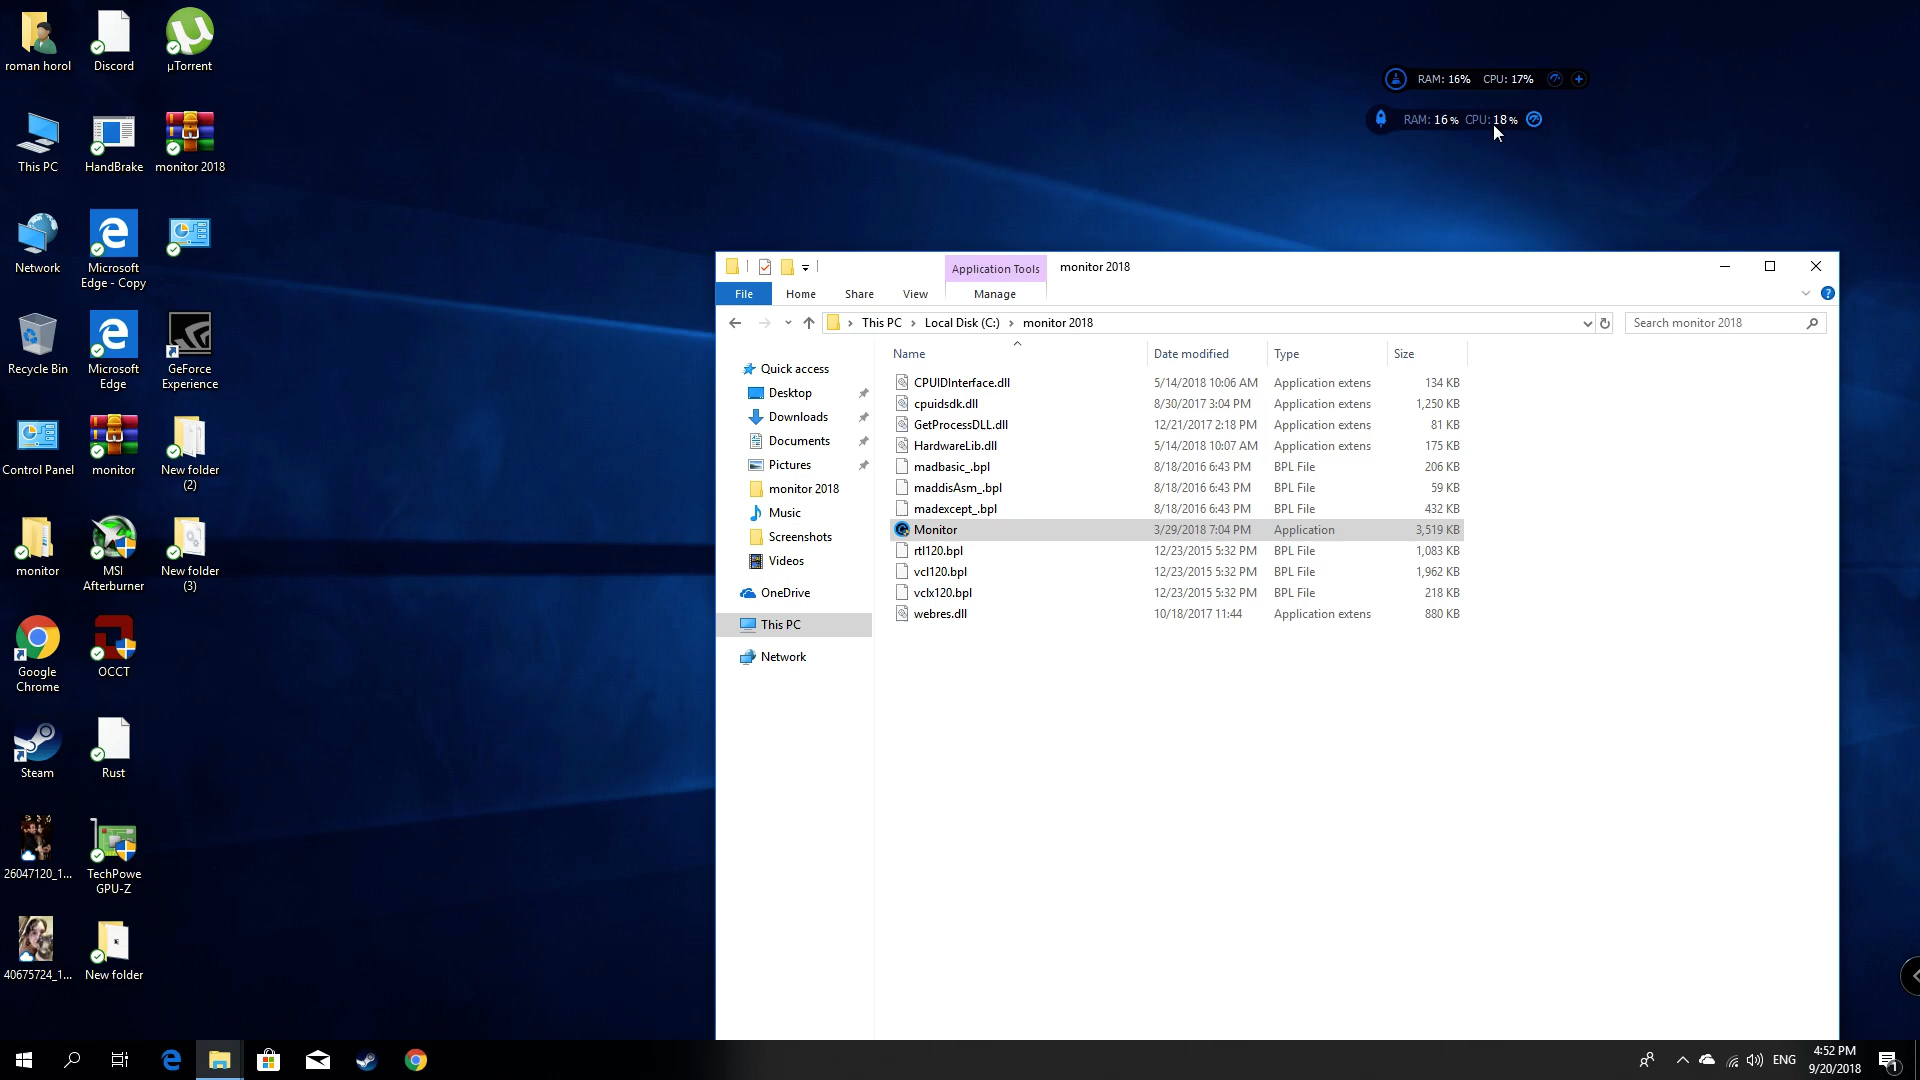 roman horol
Discord
µTorrent
This PC
HandBrake
monitor 2018
Network
Microsoft
Edge - Copy
Recycle Bin
Microsoft
Edge
GeForce
Experience
Control Panel
monitor
New folder
(2)
monitor
MSI
Afterburner
New folder
(3)
Google
Chrome
OCCT
Steam
Rust
26047120_1...
TechPowe
GPU-Z
40675724_1...
New folder
RAM: 16% CPU: 17%
RAM: 16 % CPU: 18 %
Application Tools
monitor 2018
File
Home
Share
View
Manage
This PC
Local Disk (C:)
monitor 2018
Search monitor 2018
Quick access
Desktop
Downloads
Documents
Pictures
monitor 2018
Music
Screenshots
Videos
OneDrive
This PC
Network
Name Date modified Type Size
CPUIDInterface.dll 5/14/2018 10:06 AM Application extens 134 KB
cpuidsdk.dll 8/30/2017 3:04 PM Application extens 1,250 KB
GetProcessDLL.dll 12/21/2017 2:18 PM Application extens 81 KB
HardwareLib.dll 5/14/2018 10:07 AM Application extens 175 KB
madbasic_.bpl 8/18/2016 6:43 PM BPL File 206 KB
maddisAsm_.bpl 8/18/2016 6:43 PM BPL File 59 KB
madexcept_.bpl 8/18/2016 6:43 PM BPL File 432 KB
Monitor 3/29/2018 7:04 PM Application 3,519 KB
rtl120.bpl 12/23/2015 5:32 PM BPL File 1,083 KB
vcl120.bpl 12/23/2015 5:32 PM BPL File 1,962 KB
vclx120.bpl 12/23/2015 5:32 PM BPL File 218 KB
webres.dll 10/18/2017 11:44 Application extens 880 KB
ENG
4:52 PM
9/20/2018
1